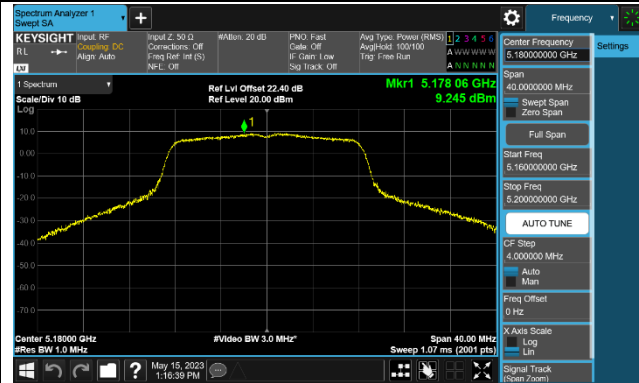 Spectrum Analyzer 1
Swept SA
+
Frequency
KEYSIGHT
RL
LXI
Input: RF
Coupling: DC
Align: Auto
Input Z: 50 Ω
Corrections: Off
Freq Ref: Int (S)
NFE: Off
#Atten: 20 dB
PNO: Fast
Gate: Off
IF Gain: Low
Sig Track: Off
Avg Type: Power (RMS)
Avg|Hold: 100/100
Trig: Free Run
1 2 3 4 5 6
A W W W W W
A N N N N N
1 Spectrum
Scale/Div 10 dB
Log
Ref Lvl Offset 22.40 dB
Ref Level 20.00 dBm
Mkr1 5.178 06 GHz
9.245 dBm
1
10.0
0.00
-10.0
-20.0
-30.0
-40.0
-50.0
-60.0
-70.0
Center 5.18000 GHz
#Res BW 1.0 MHz
#Video BW 3.0 MHz*
Span 40.00 MHz
Sweep 1.07 ms (2001 pts)
Center Frequency
5.180000000 GHz
Span
40.0000000 MHz
Swept Span
Zero Span
Full Span
Start Freq
5.160000000 GHz
Stop Freq
5.200000000 GHz
AUTO TUNE
CF Step
4.000000 MHz
Auto
Man
Freq Offset
0 Hz
X Axis Scale
Log
Lin
Signal Track
(Span Zoom)
Settings
?
May 15, 2023
1:16:39 PM